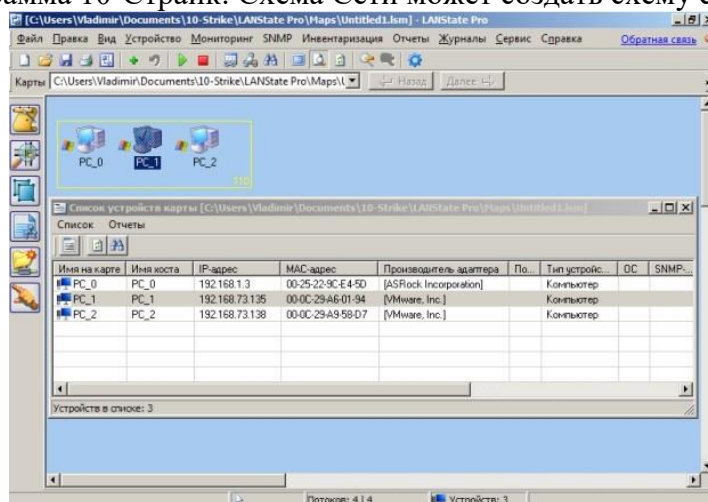 грамма 10-Страйк: Схема Сети может создать схему с
[C:\Users\Vladimir\Documents\10-Strike\LANState Pro\Maps\Untitled1.lsm] - LANState Pro
Файл Правка Вид Устройство Мониторинг SNMP Инвентаризация Отчеты Журналы Сервис Справка Обратная связь
Карты C:\Users\Vladimir\Documents\10-Strike\LANState Pro\Maps\U Назад Далее
PC_0 PC_1 PC_2
110
Список устройств карты [C:\Users\Vladimir\Documents\10-Strike\LANState Pro\Maps\Untitled1.lsm]
Список Отчеты
Имя на карте Имя хоста IP-адрес MAC-адрес Производитель адаптера По... Тип устройс... ОС SNMP-...
PC_0 PC_0 192.168.1.3 00-25-22-9C-E4-5D [ASRock Incorporation] Компьютер
PC_1 PC_1 192.168.73.135 00-0C-29-A6-01-94 [VMware, Inc.] Компьютер
PC_2 PC_2 192.168.73.138 00-0C-29-A9-58-D7 [VMware, Inc.] Компьютер
Устройств в списке: 3
Потоков: 4 | 4 Устройств: 3